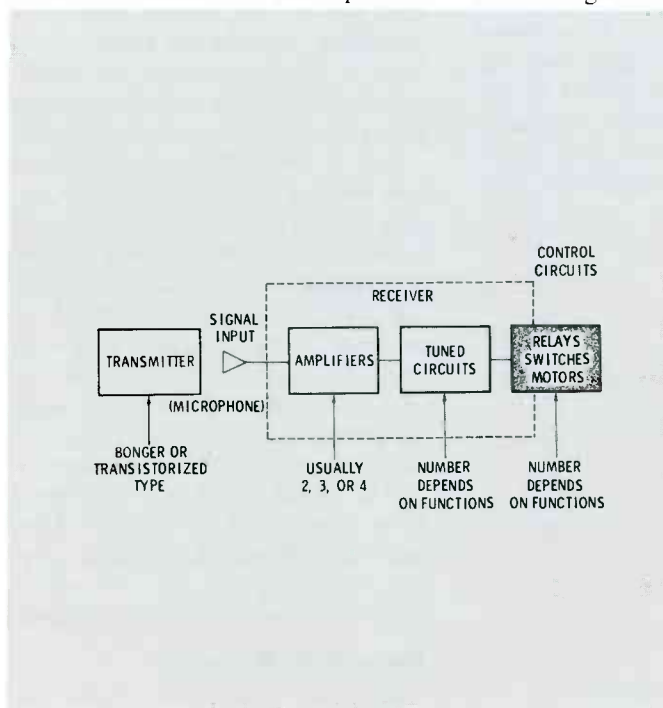 CONTROL
CIRCUITS
RECEIVER
SIGNAL
INPUT
TRANSMITTER
(MICROPHONE)
AMPLIFIERS
TUNED
CIRCUITS
RELAYS
SWITCHES
MOTORS
BONGER OR
TRANSISTORIZED
TYPE
USUALLY
2, 3, OR 4
NUMBER
DEPENDS
ON FUNCTIONS
NUMBER
DEPENDS
ON FUNCTIONS